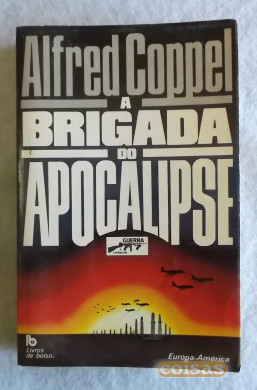 Alfred Coppel
A
BRIGADA
DO
APOCALIPSE
GUERRA
Livros
de bolso
Europa-América
coisas